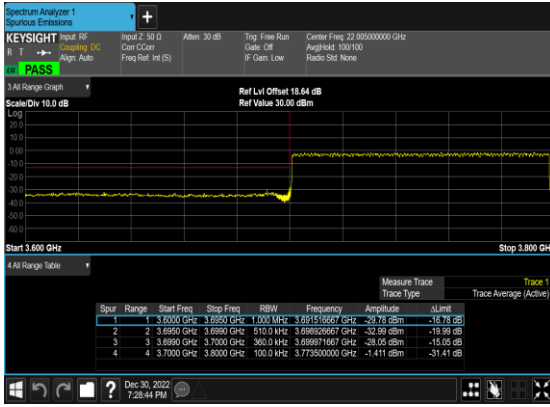 Spectrum Analyzer 1
Spurious Emissions
KEYSIGHT Input: RF Input Z: 50 Ω Atten: 30 dB Trig: Free Run Center Freq: 22.005000000 GHz
R T Coupling: DC Corr CCorr Gate: Off Avg|Hold: 100/100
Align: Auto Freq Ref: Int (S) IF Gain: Low Radio Std: None
PASS
3 All Range Graph
Ref Lvl Offset 18.64 dB
Scale/Div 10.0 dB Ref Value 30.00 dBm
Log
20.0
10.0
0.00
-10.0
-20.0
-30.0
-40.0
-50.0
-60.0
Start 3.600 GHz Stop 3.800 GH
4 All Range Table
Measure Trace Trace 1
Trace Type Trace Average (Active)
Spur Range Start Freq Stop Freq RBW Frequency Amplitude ΔLimit
1 1 3.6000 GHz 3.6950 GHz 1.000 MHz 3.691516667 GHz -29.78 dBm -16.78 dB
2 2 3.6950 GHz 3.6990 GHz 510.0 kHz 3.698926667 GHz -32.99 dBm -19.99 dB
3 3 3.6990 GHz 3.7000 GHz 360.0 kHz 3.699971667 GHz -28.05 dBm -15.05 dB
4 4 3.7000 GHz 3.8000 GHz 100.0 kHz 3.773500000 GHz -1.411 dBm -31.41 dB
Dec 30, 2022
7:28:44 PM